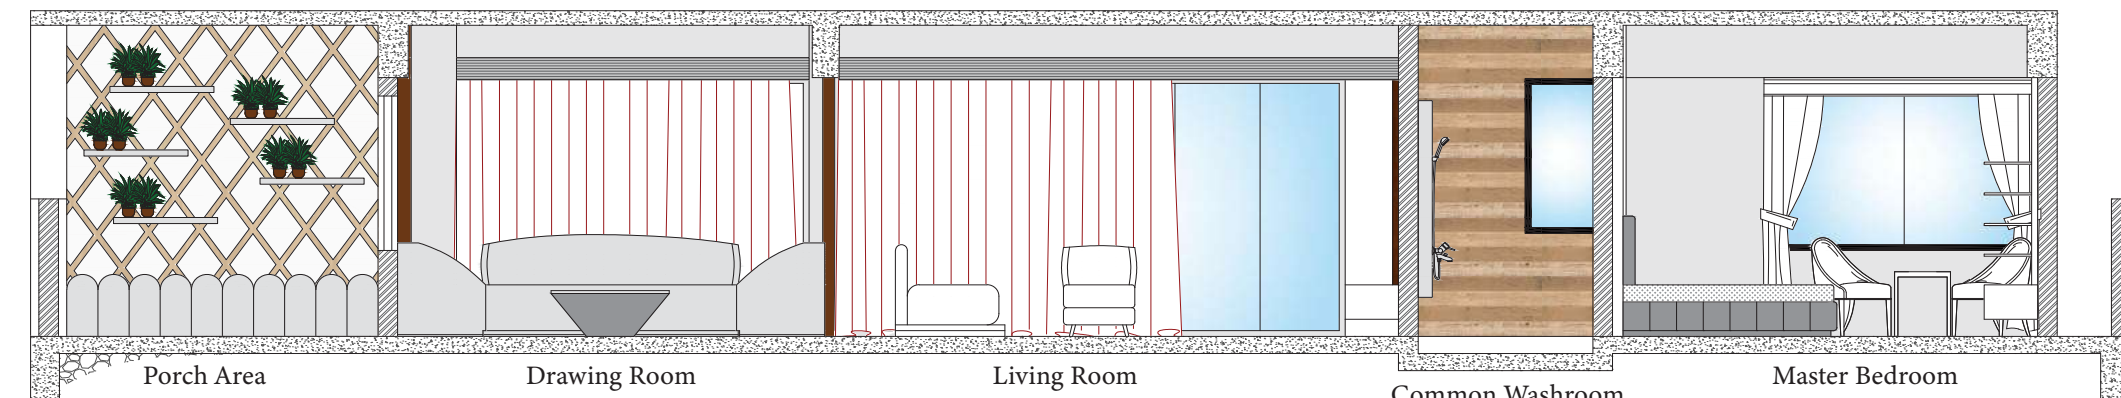 Porch Area
Drawing Room
Living Room
Common Washroom
Master Bedroom